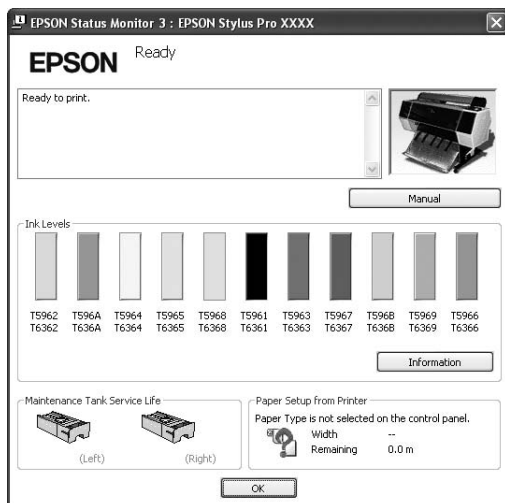 EPSON Status Monitor 3 : EPSON Stylus Pro XXXX
EPSON
Ready
Ready to print.
Manual
Ink Levels
T5962 T596A T5964 T5965 T5968 T5961 T5963 T5967 T596B T5969 T5966
T6362 T636A T6364 T6365 T6368 T6361 T6363 T6367 T636B T6369 T6366
Information
Maintenance Tank Service Life
(Left) (Right)
Paper Setup from Printer
Paper Type is not selected on the control panel.
Width --
Remaining 0.0 m
OK